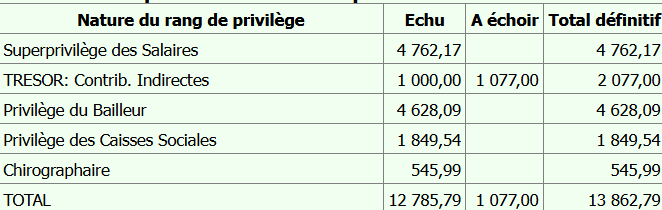 Nature du rang de privilège Echu A échoir Total définitif
Superprivilège des Salaires 4 762,17 4 762,17
TRESOR: Contrib. Indirectes 1 000,00 1 077,00 2 077,00
Privilège du Bailleur 4 628,09 4 628,09
Privilège des Caisses Sociales 1 849,54 1 849,54
Chirographaire 545,99 545,99
TOTAL 12 785,79 1 077,00 13 862,79